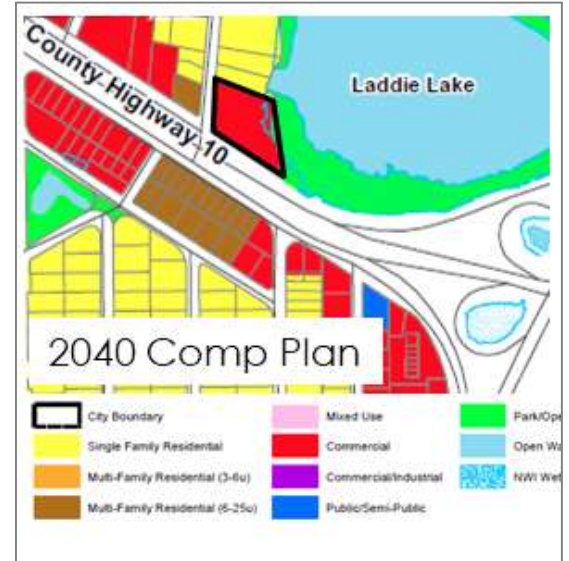 County Highway 10
Laddie Lake
2040 Comp Plan
City Boundary
Mixed Use
Park/Ope
Single Family Residential
Commercial
Open Wa
Multi-Family Residential (3-6u)
Commercial/Industrial
NWI Wet
Multi-Family Residential (6-25u)
Public/Semi-Public